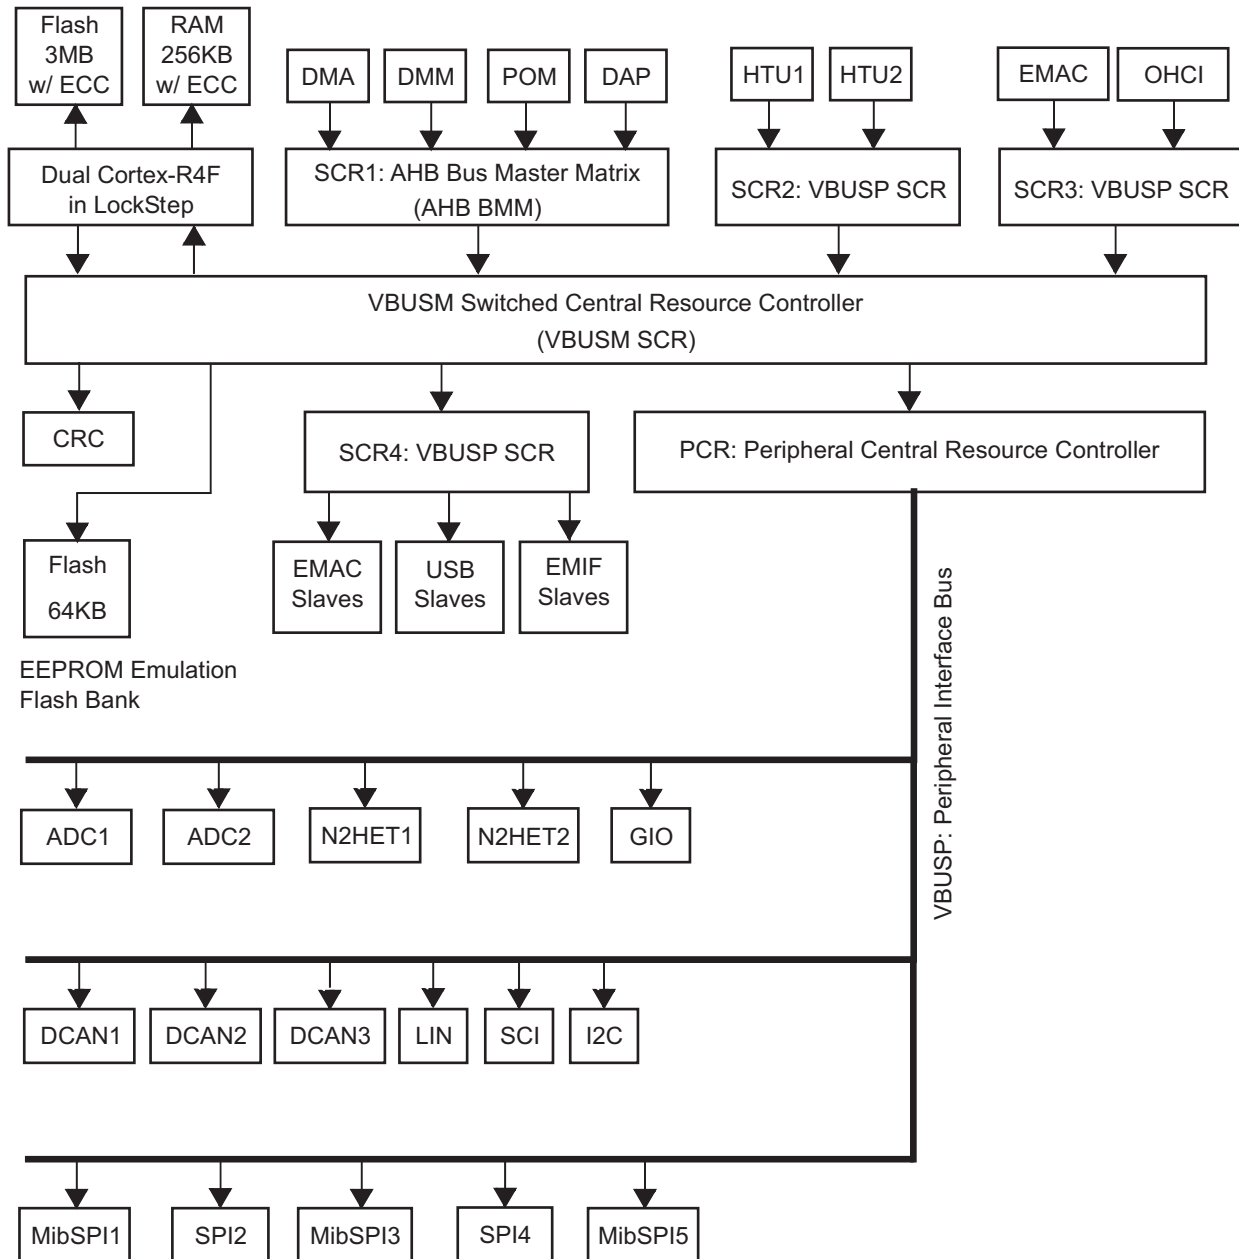 Flash
3MB
w/ ECC
RAM
256KB
w/ ECC
DMA
DMM
POM
DAP
HTU1
HTU2
EMAC
OHCI
Dual Cortex-R4F
in LockStep
SCR1: AHB Bus Master Matrix
(AHB BMM)
SCR2: VBUSP SCR
SCR3: VBUSP SCR
VBUSM Switched Central Resource Controller
(VBUSM SCR)
CRC
SCR4: VBUSP SCR
PCR: Peripheral Central Resource Controller
Flash
64KB
EMAC
Slaves
USB
Slaves
EMIF
Slaves
EEPROM Emulation
Flash Bank
VBUSP: Peripheral Interface Bus
ADC1
ADC2
N2HET1
N2HET2
GIO
DCAN1
DCAN2
DCAN3
LIN
SCI
I2C
MibSPI1
SPI2
MibSPI3
SPI4
MibSPI5